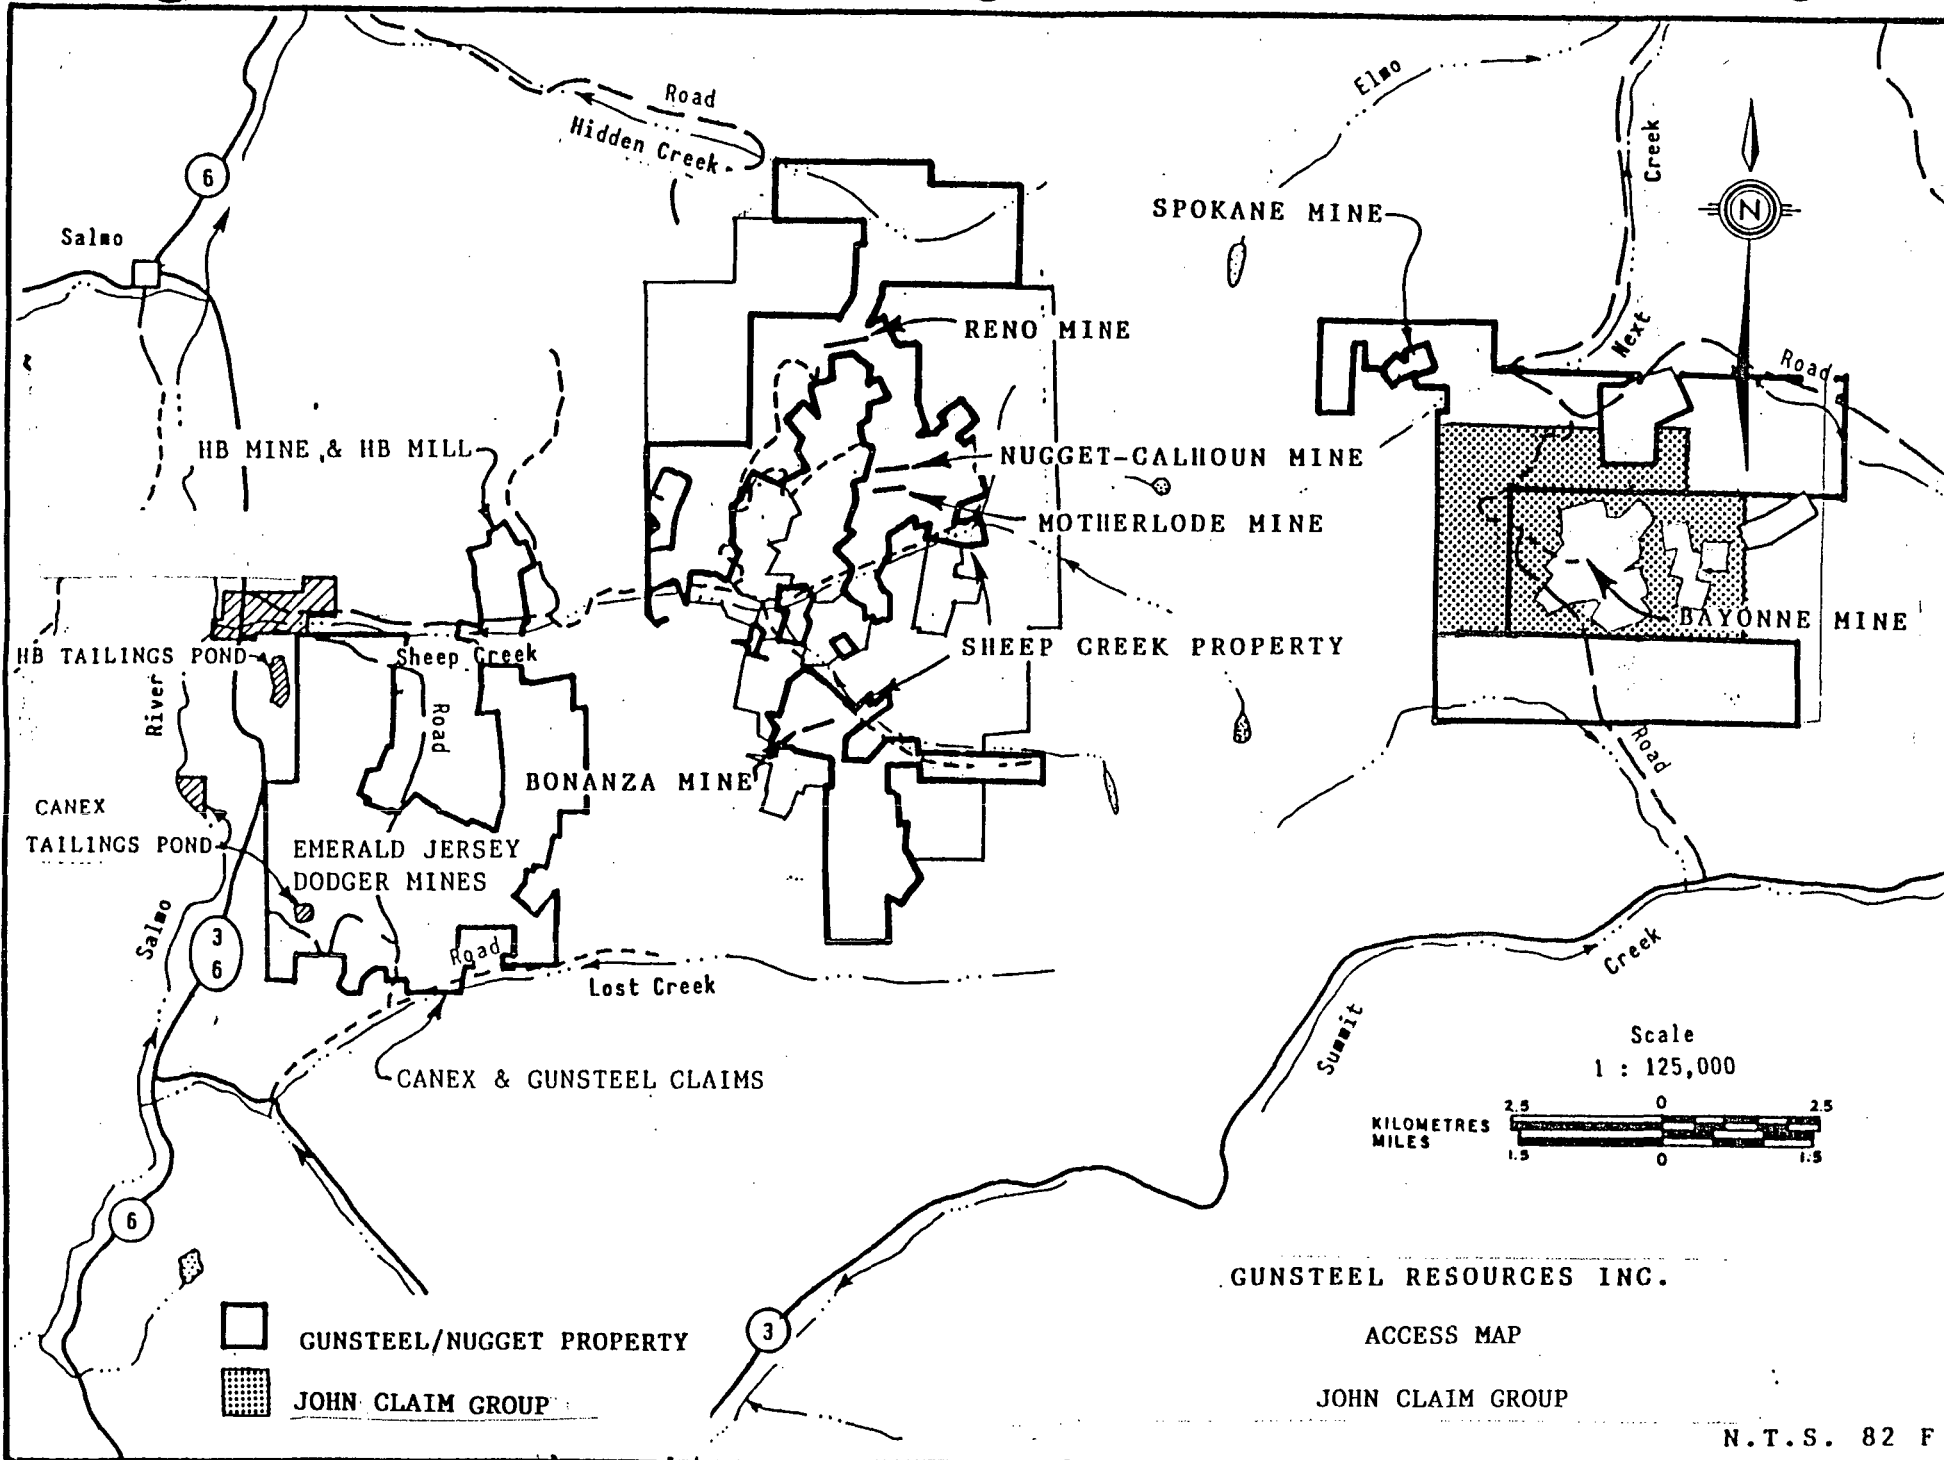 Road
Hidden Creek
Elmo
Creek
6
N
SPOKANE MINE
Salmo
RENO MINE
Next
Road
HB MINE & HB MILL
NUGGET-CALHOUN MINE
MOTHERLODE MINE
BAYONNE MINE
SHEEP CREEK PROPERTY
HB TAILINGS POND
Sheep Creek
River
Road
Road
BONANZA MINE
CANEX
TAILINGS POND
EMERALD JERSEY
DODGER MINES
Salmo
3
6
Road
Lost Creek
Creek
Summit
CANEX & GUNSTEEL CLAIMS
Scale
1 : 125,000
2.5 0 2.5
KILOMETRES
MILES
1.5 0 1.5
6
GUNSTEEL RESOURCES INC.
3
GUNSTEEL/NUGGET PROPERTY
ACCESS MAP
JOHN CLAIM GROUP
JOHN CLAIM GROUP
N.T.S. 82 F